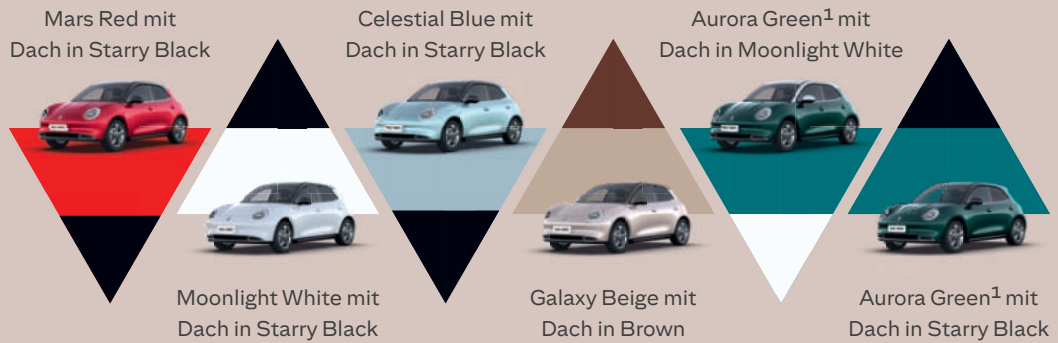 Mars Red mit
Dach in Starry Black
Celestial Blue mit
Dach in Starry Black
Aurora Green¹ mit
Dach in Moonlight White
Moonlight White mit
Dach in Starry Black
Galaxy Beige mit
Dach in Brown
Aurora Green¹ mit
Dach in Starry Black